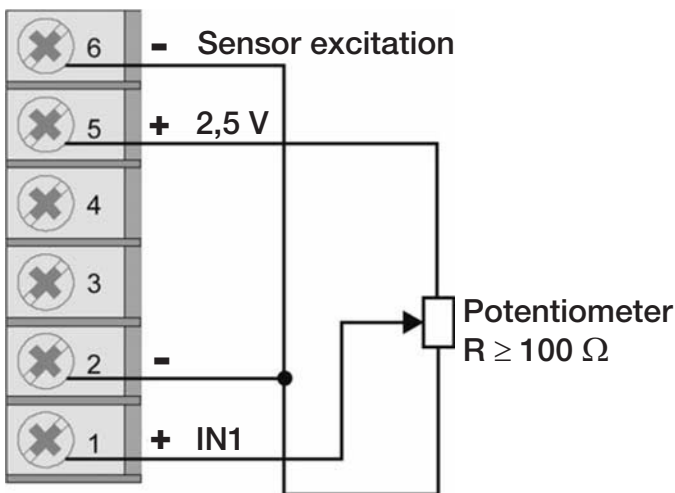 6 - Sensor excitation
5 + 2,5 V
4
3
Potentiometer
R ≥ 100 Ω
2 -
1 + IN1